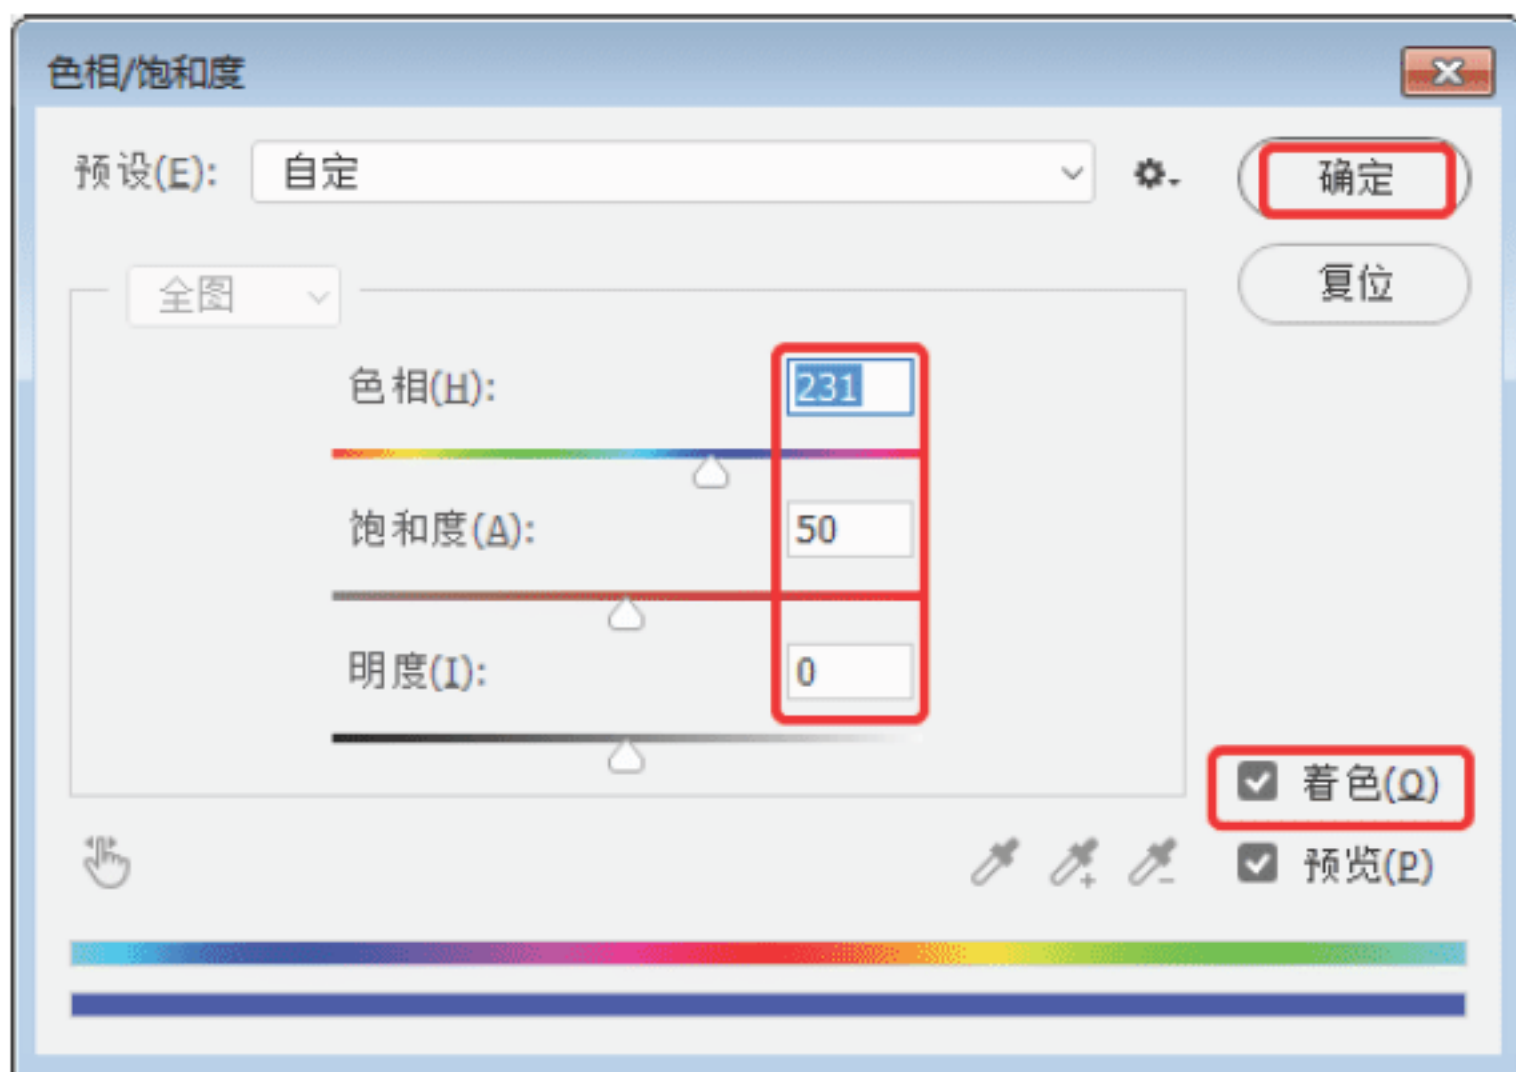 色相/饱和度
预设(E): 自定 确定
全图 复位
色相(H): 231
饱和度(A): 50
明度(I): 0
着色(O)
预览(P)